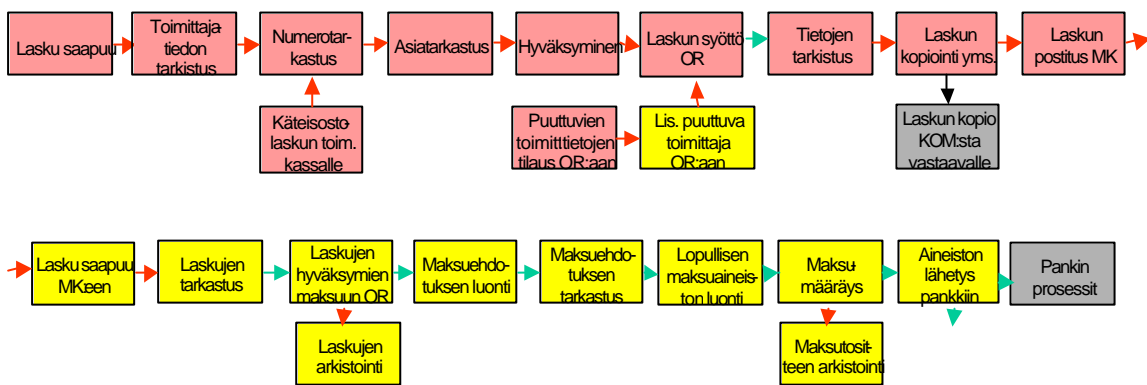 Lasku saapuu
Toimittaja-
tiedon
tarkistus
Numerotar-
kastus
Asiatarkastus
Hyväksyminen
Laskun syöttö
OR
Tietojen
tarkistus
Laskun
kopiointi yms.
Laskun
postitus MK
Käteisosto-
laskun toim.
kassalle
Puuttuvien
toimitttietojen
tilaus OR:aan
Lis. puuttuva
toimittaja
OR:aan
Laskun kopio
KOM:sta
vastaavalle
Lasku saapuu
MK:een
Laskujen
tarkastus
Laskujen
hyväksymien
maksuun OR
Maksuehdo-
tuksen luonti
Maksuehdo-
tuksen
tarkastus
Lopullisen
maksuaineis-
ton luonti
Maksu-
määräys
Aineiston
lähetys
pankkiin
Pankin
prosessit
Laskujen
arkistointi
Maksutosit-
teen arkistointi